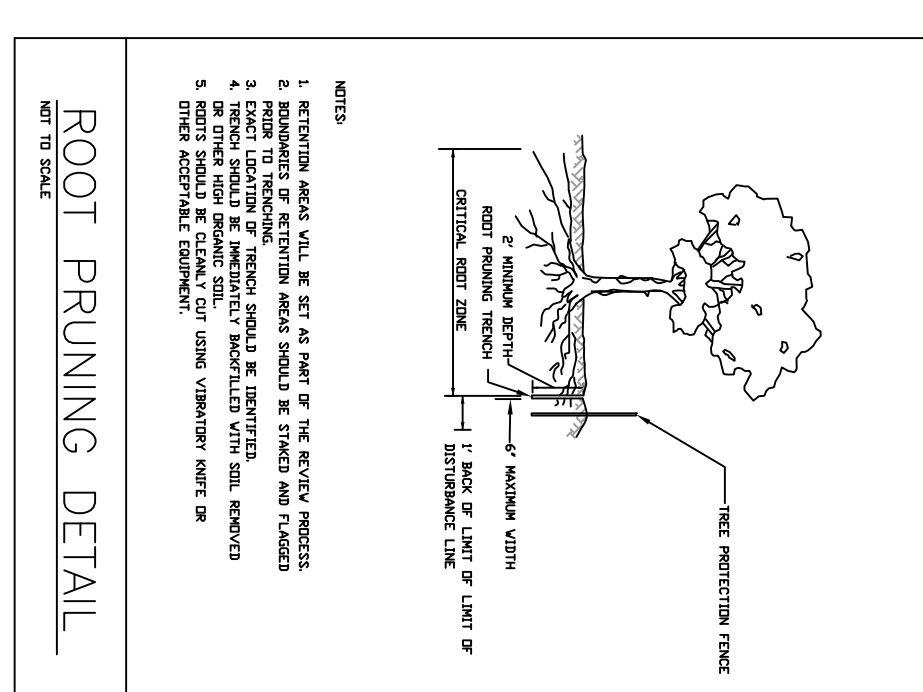 TREE PROTECTION FENCE
2' MINIMUM DEPTH
6" MAXIMUM WIDTH
ROOT PRUNING TRENCH
CRITICAL ROOT ZONE
1' BACK OF LIMIT OF LIMIT OF
DISTURBANCE LINE
NOTES:
1. RETENTION AREAS WILL BE SET AS PART OF THE REVIEW PROCESS.
2. BOUNDARIES OF RETENTION AREAS SHOULD BE STAKED AND FLAGGED
PRIOR TO TRENCHING.
3. EXACT LOCATION OF TRENCH SHOULD BE IDENTIFIED.
4. TRENCH SHOULD BE IMMEDIATELY BACKFILLED WITH SOIL REMOVED
OR OTHER HIGH ORGANIC SOIL.
5. ROOTS SHOULD BE CLEANLY CUT USING VIBRATORY KNIFE OR
OTHER ACCEPTABLE EQUIPMENT.
ROOT PRUNING DETAIL
NOT TO SCALE